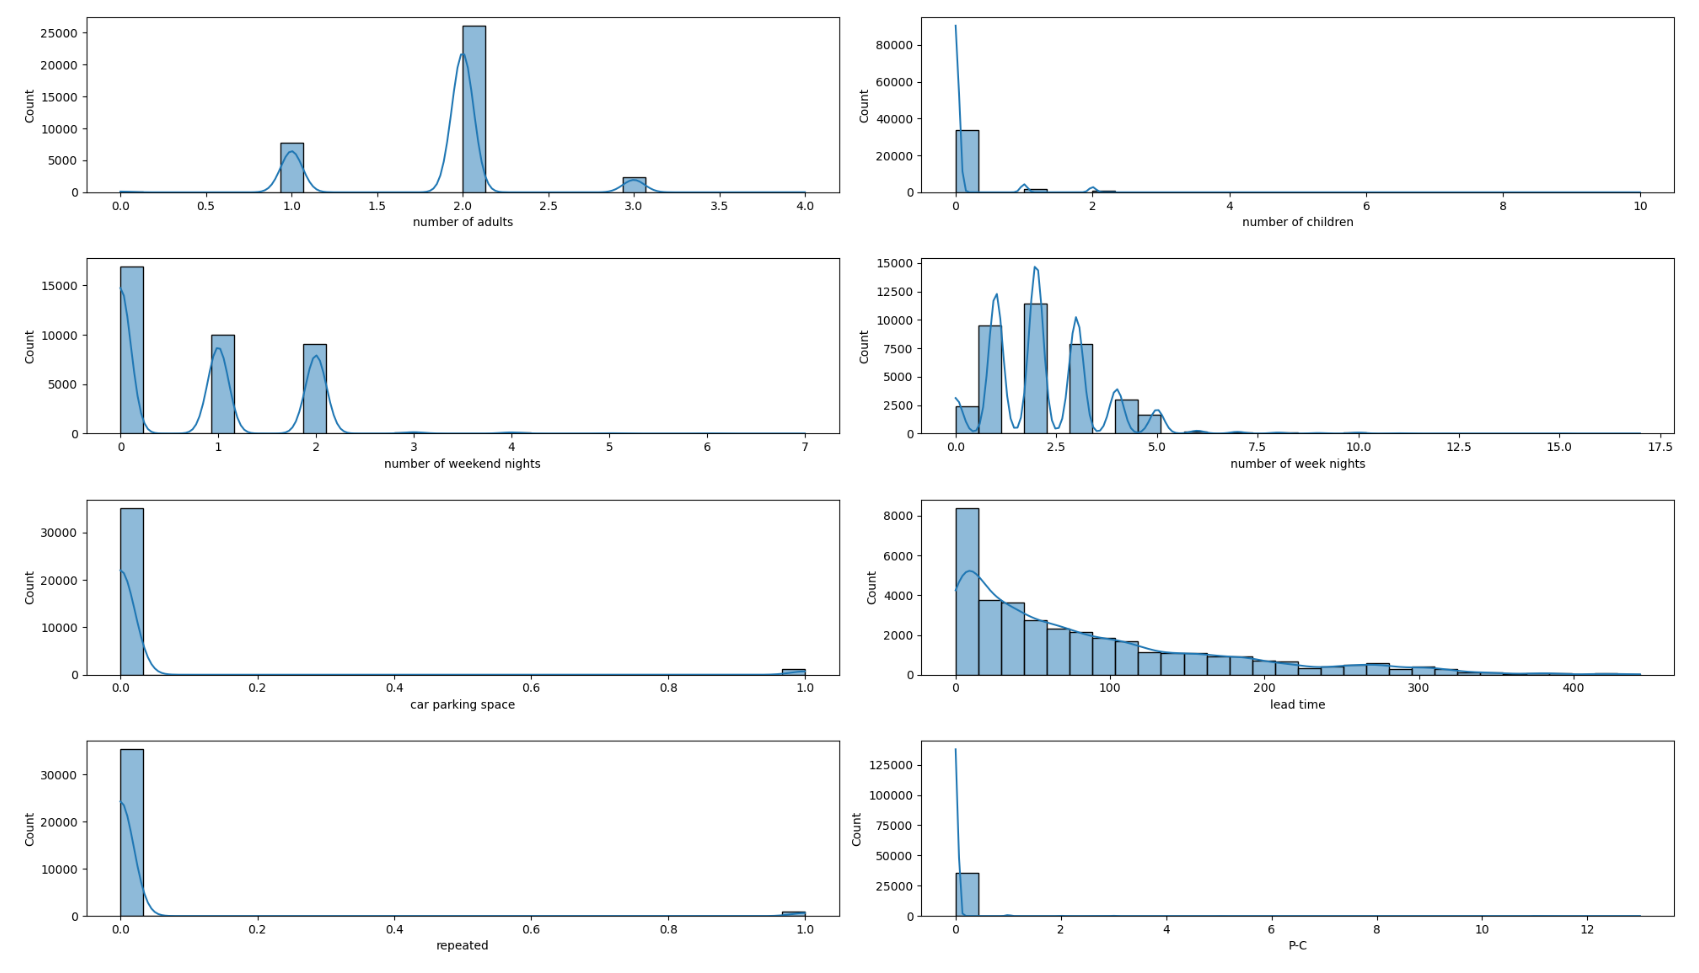 25000
20000
15000
10000
5000
0
Count
0.0 0.5 1.0 1.5 2.0 2.5 3.0 3.5 4.0
number of adults
80000
60000
40000
20000
0
Count
0 2 4 6 8 10
number of children
15000
10000
5000
0
Count
0 1 2 3 4 5 6 7
number of weekend nights
15000
12500
10000
7500
5000
2500
0
Count
0.0 2.5 5.0 7.5 10.0 12.5 15.0 17.5
number of week nights
30000
20000
10000
0
Count
0.0 0.2 0.4 0.6 0.8 1.0
car parking space
8000
6000
4000
2000
0
Count
0 100 200 300 400
lead time
30000
20000
10000
0
Count
0.0 0.2 0.4 0.6 0.8 1.0
repeated
125000
100000
75000
50000
25000
0
Count
0 2 4 6 8 10 12
P-C